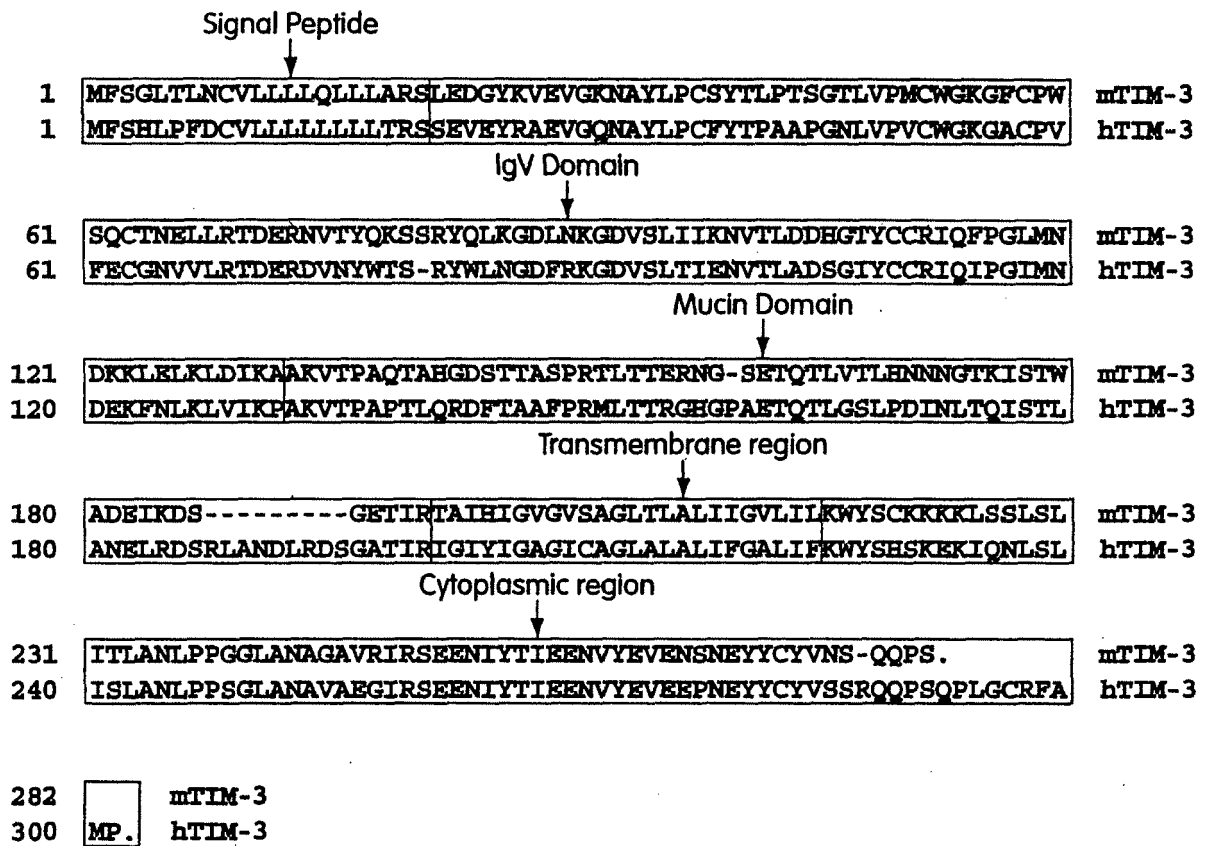 Signal Peptide
1 MFSGLTLNCVLLLLQLLLARSLEDGYKVEVGKNAYLPCSYTLPTSGTLVPMCWGKGFCPW mTIM-3
1 MFSHLPFDCVLLLLLLLLTRSSEVEYRAEVGQNAYLPCFYTPAAPGNLVPVCWGKGACPV hTIM-3
IgV Domain
61 SQCTNELLRTDERNVTYQKSSRYQLKGDLNKGDVSLIIKNVTLDDHGTYCCRIQFPGLMN mTIM-3
61 FECGNVVLRTDERDVNYWTS-RYWLNGDFRKGDVSLTIENVTLADSGIYCCRIQIPGIMN hTIM-3
Mucin Domain
121 DKKLELKLDIKAAKVTPAQTAHGDSTTASPRTLTTERNG-SETQTLVTLHNNNGTKISTW mTIM-3
120 DEKFNLKLVIKPAKVTPAPTLQRDFTAAFPRMLTTRGHGPAETQTLGSLPDINLTQISTL hTIM-3
Transmembrane region
180 ADEIKDS---------GETIRTAIHIGVGVSAGLTLALIIGVLILKWYSCKKKKLSSLSL mTIM-3
180 ANELRDSRLANDLRDSGATIRIGIYIGAGICAGLALALIFGALIFKWYSHSKEKIQNLSL hTIM-3
Cytoplasmic region
231 ITLANLPPGGLANAGAVRIRSEENIYTIEENVYEVENSNEYYCYVNS-QQPS. mTIM-3
240 ISLANLPPSGLANAVAEGIRSEENIYTIEENVYEVEEPNEYYCYVSSRQQPSQPLGCRFA hTIM-3
282 mTIM-3
300 MP. hTIM-3